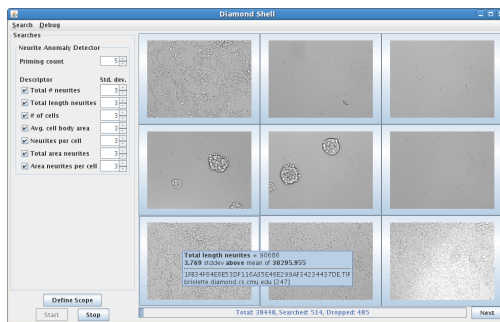 Diamond Shell
Search Debug
Searches
Neurite Anomaly Detector
Priming count 5
Descriptor Std. dev.
Total # neurites 3
Total length neurites 3
# of cells 3
Avg. cell body area 3
Neurites per cell 3
Total area neurites 3
Area neurites per cell 3
Total length neurites = 90686
3.769 stddev above mean of 30295.955
1F834F64E6E53DF116A35E46E299AF34234437DE.TIF
briolette.diamond.cs.cmu.edu [247]
Define Scope
Start Stop
Total: 38448, Searched: 514, Dropped: 485
Next